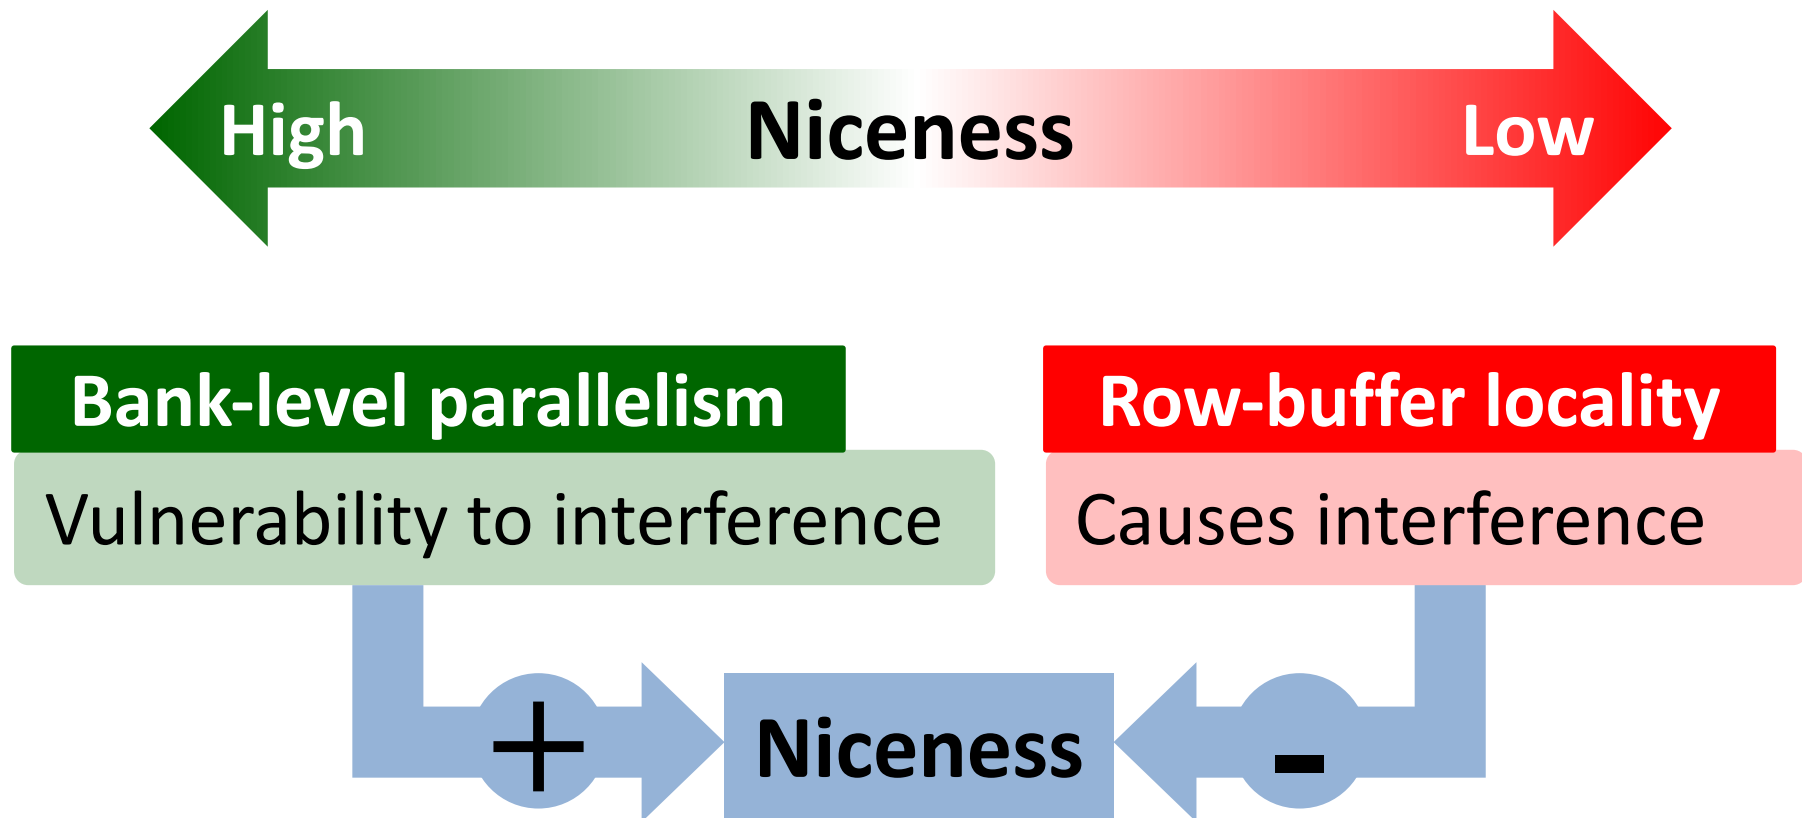 High Niceness Low
Bank-level parallelism
Vulnerability to interference
Row-buffer locality
Causes interference
+ Niceness -